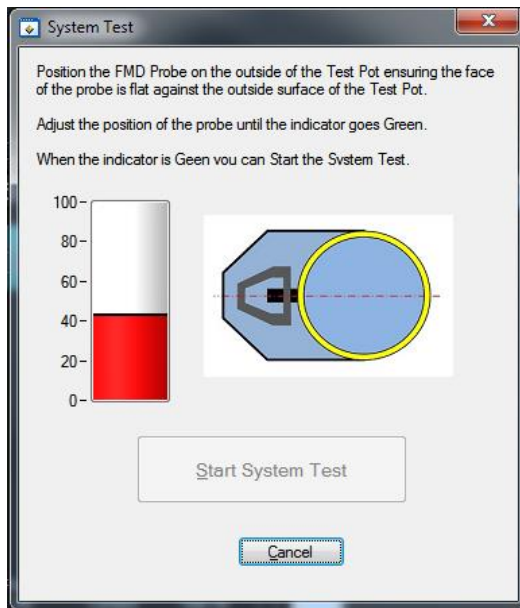 System Test
Position the FMD Probe on the outside of the Test Pot ensuring the face
of the probe is flat against the outside surface of the Test Pot.
Adjust the position of the probe until the indicator goes Green.
When the indicator is Geen you can Start the System Test.
100
80
60
40
20
0
Start System Test
Cancel